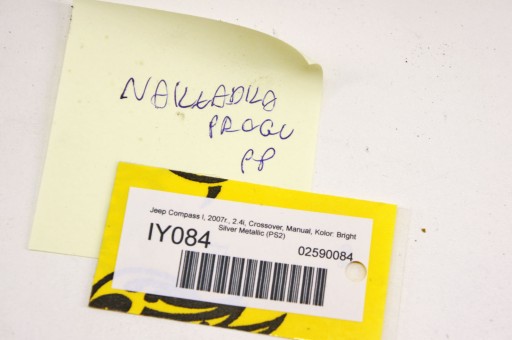 NAKŁADKA
PROGU
PP
Jeep Compass I, 2007r., 2.4i, Crossover, Manual, Kolor: Bright
Silver Metallic (PS2)
IY084
02590084